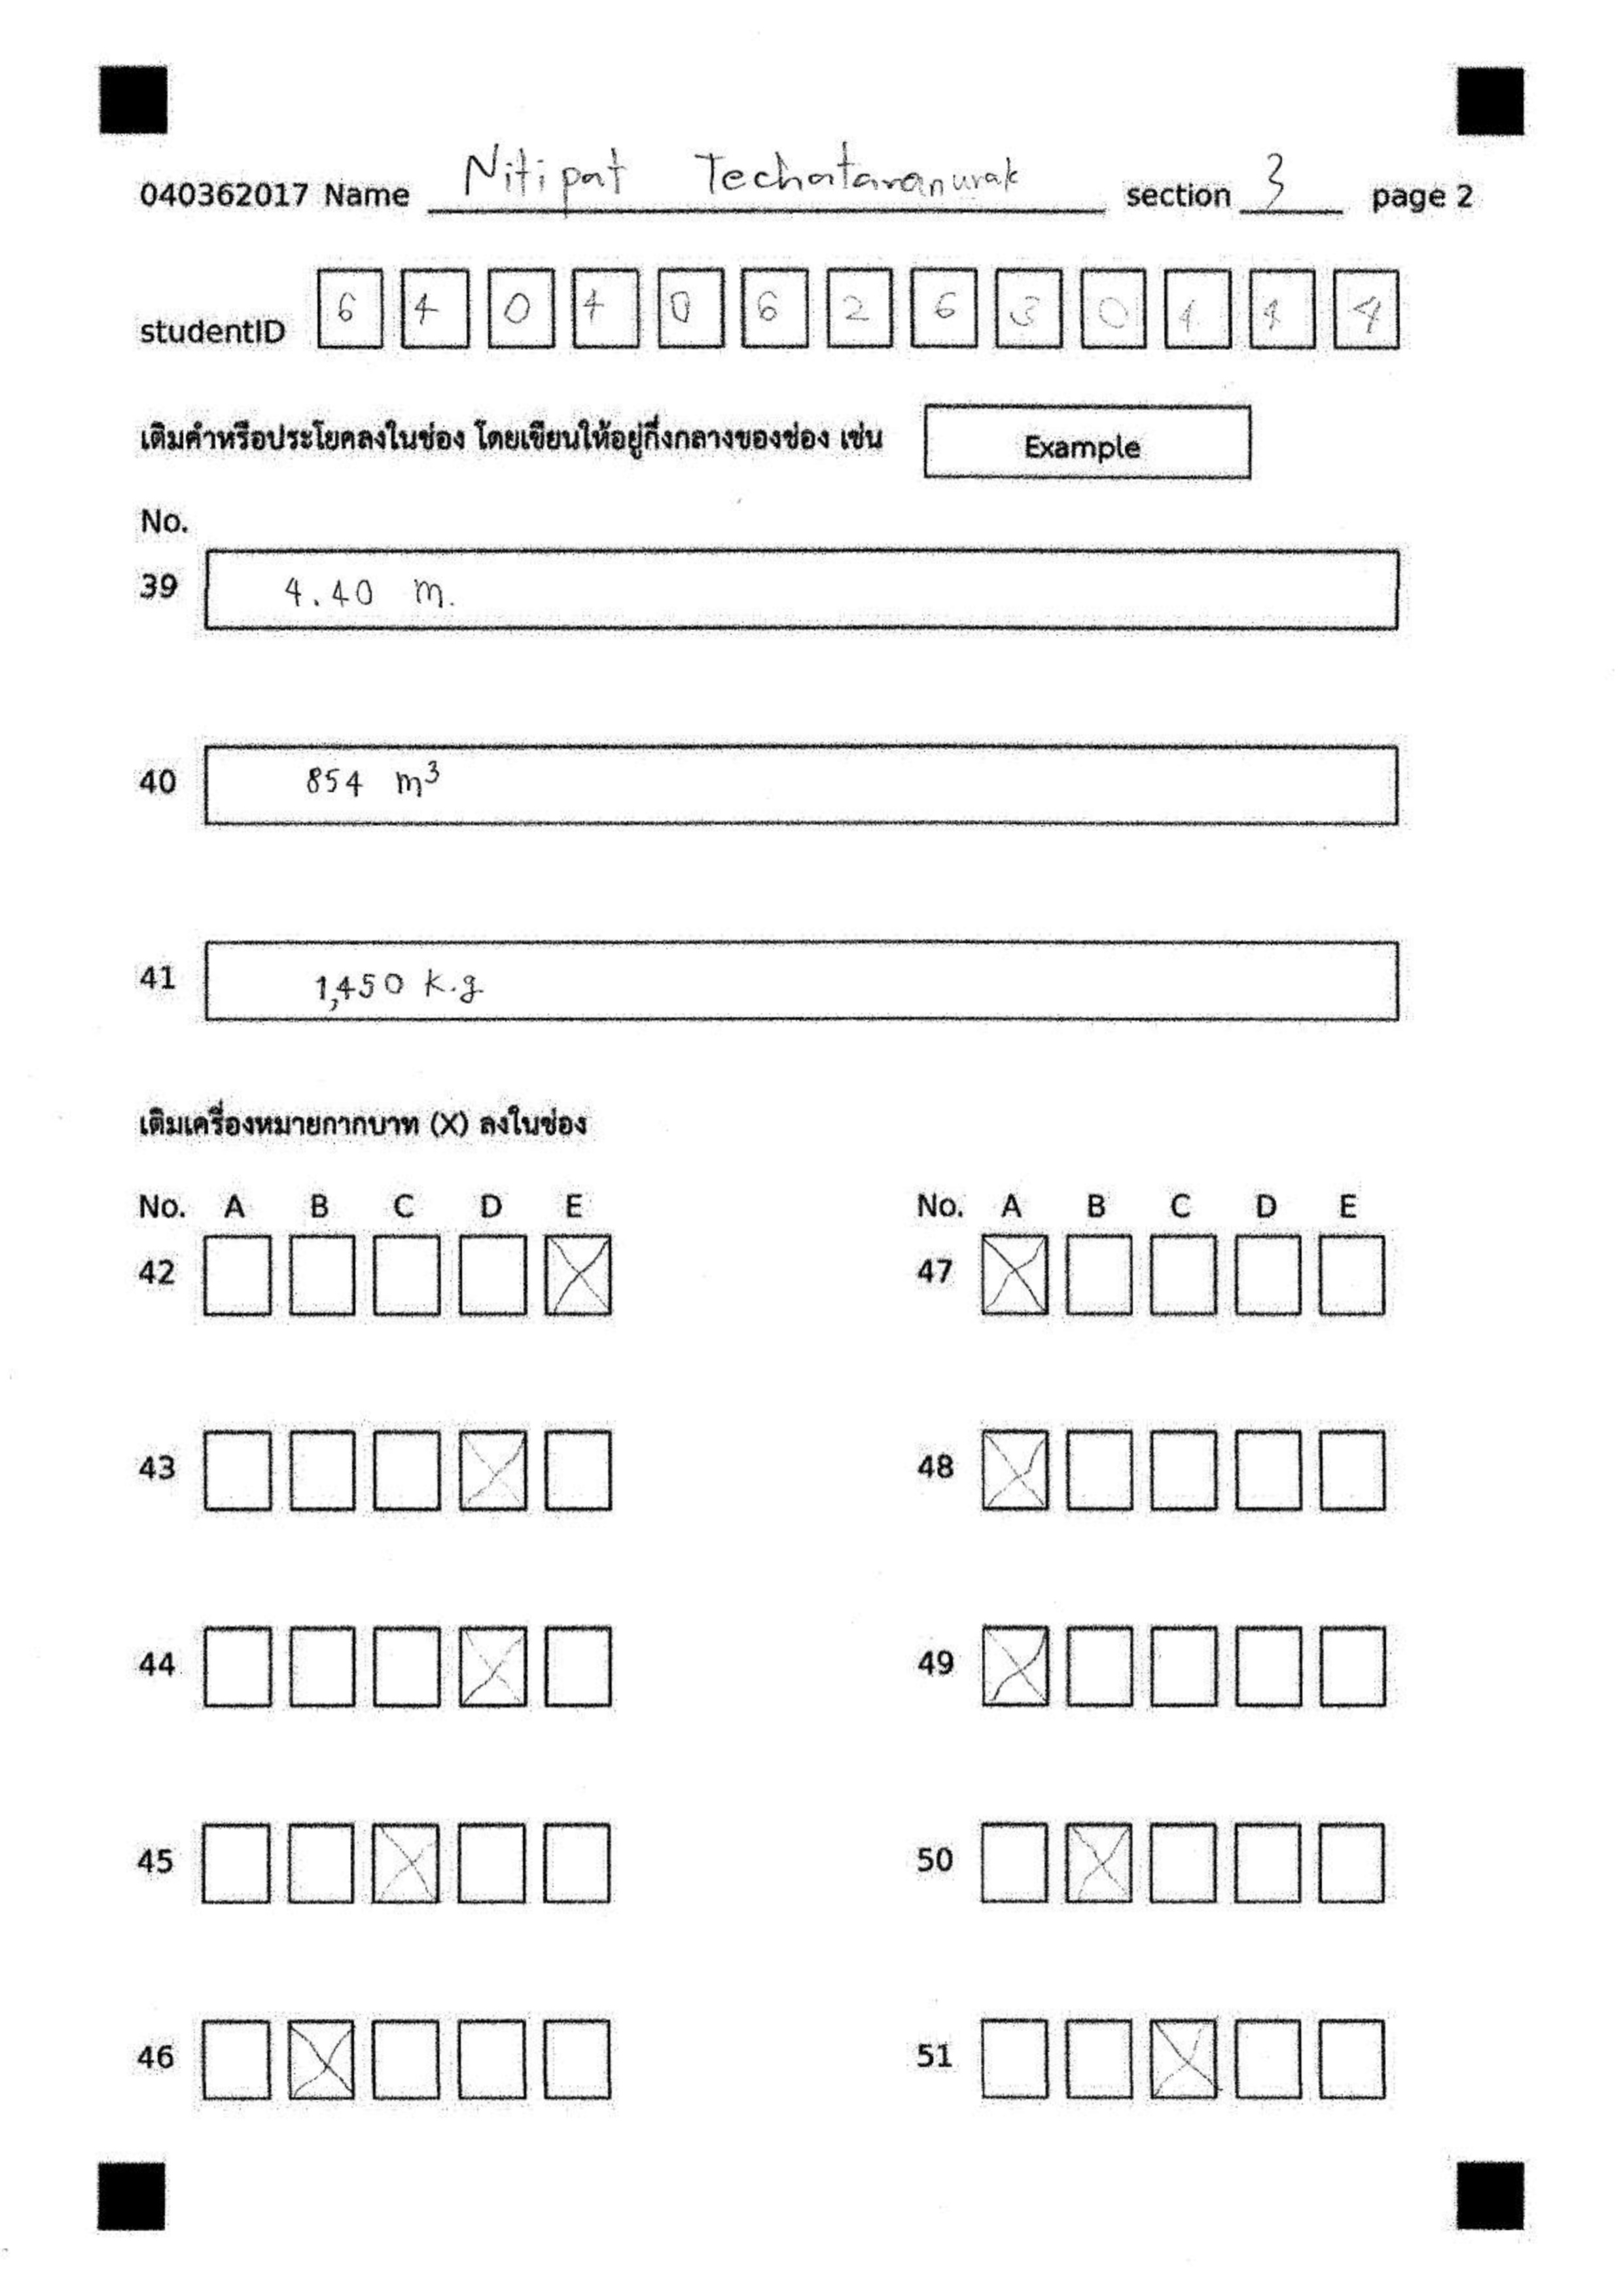 040362017 Name Nitipat Techataranurak section 3 page 2
studentID 6 4 0 4 0 6 2 6 3 0 1 1 4
เติมคำหรือประโยคลงในช่อง โดยเขียนให้อยู่กึ่งกลางของช่อง เช่น Example
No.
39 4.40 m.
40 854 m³
41 1,450 k.g
เติมเครื่องหมายกากบาท (X) ลงในช่อง
No. A B C D E No. A B C D E
42 X 47 X
43 X 48 X
44 X 49 X
45 X 50 X
46 X 51 X